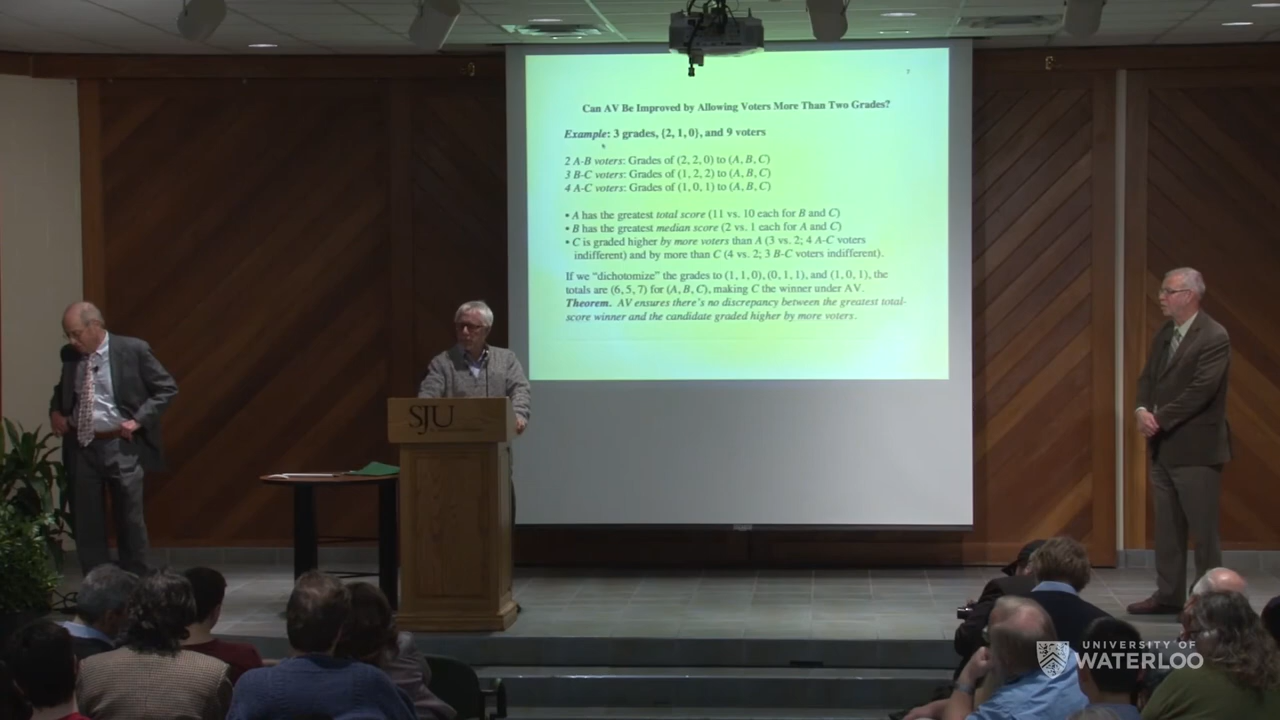 7
Can AV Be Improved by Allowing Voters More Than Two Grades?
Example: 3 grades, {2, 1, 0}, and 9 voters
2 A-B voters: Grades of (2, 2, 0) to (A, B, C)
3 B-C voters: Grades of (1, 2, 2) to (A, B, C)
4 A-C voters: Grades of (1, 0, 1) to (A, B, C)
• A has the greatest total score (11 vs. 10 each for B and C)
• B has the greatest median score (2 vs. 1 each for A and C)
• C is graded higher by more voters than A (3 vs. 2; 4 A-C voters
indifferent) and by more than C (4 vs. 2; 3 B-C voters indifferent).
If we "dichotomize" the grades to (1, 1, 0), (0, 1, 1), and (1, 0, 1), the
totals are (6, 5, 7) for (A, B, C), making C the winner under AV.
Theorem. AV ensures there's no discrepancy between the greatest total-
score winner and the candidate graded higher by more voters.
SJU
UNIVERSITY OF
WATERLOO